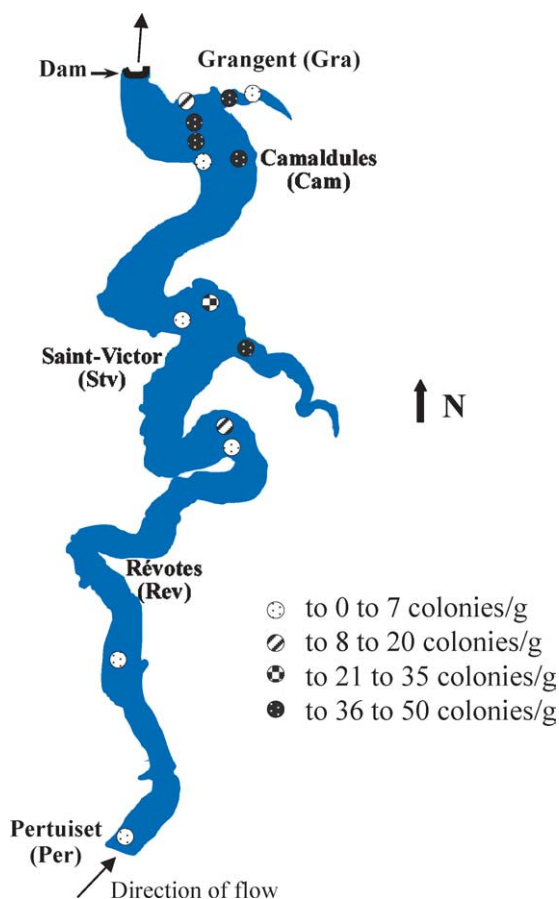 Grangent (Gra)
Dam
Camaldules
(Cam)
Saint-Victor
(Stv)
N
Révotes
(Rev)
to 0 to 7 colonies/g
to 8 to 20 colonies/g
to 21 to 35 colonies/g
to 36 to 50 colonies/g
Pertuiset
(Per)
Direction of flow